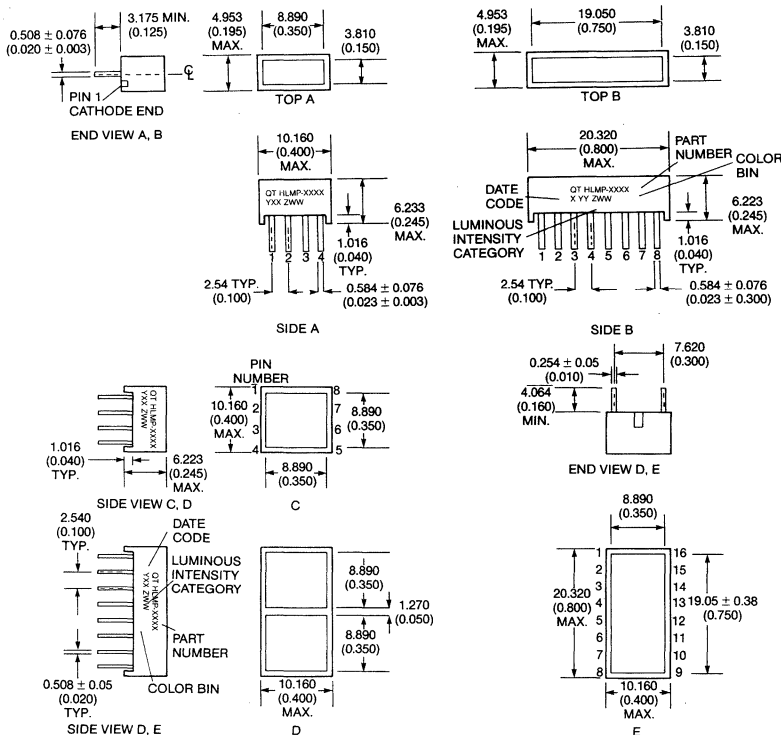 3.175 MIN.
(0.125)
0.508 ± 0.076
(0.020 ± 0.003)
PIN 1
CATHODE END
℄
END VIEW A, B
4.953
(0.195)
MAX.
8.890
(0.350)
3.810
(0.150)
TOP A
4.953
(0.195)
MAX.
19.050
(0.750)
3.810
(0.150)
TOP B
10.160
(0.400)
MAX.
QT HLMP-XXXX
YXX ZWW
6.233
(0.245)
MAX.
1.016
(0.040)
TYP.
1 2 3 4
2.54 TYP.
(0.100)
0.584 ± 0.076
(0.023 ± 0.003)
SIDE A
20.320
(0.800)
MAX.
PART
NUMBER
COLOR
BIN
DATE
CODE
QT HLMP-XXXX
X YY ZWW
LUMINOUS
INTENSITY
CATEGORY
6.223
(0.245)
MAX.
1.016
(0.040)
TYP.
1 2 3 4 5 6 7 8
2.54 TYP.
(0.100)
0.584 ± 0.076
(0.023 ± 0.300)
SIDE B
QT HLMP-XXXX
YXX ZWW
1.016
(0.040)
TYP.
6.223
(0.245)
MAX.
SIDE VIEW C, D
PIN
NUMBER
1 8
2 7
3 6
4 5
10.160
(0.400)
MAX.
8.890
(0.350)
8.890
(0.350)
C
7.620
(0.300)
0.254 ± 0.05
(0.010)
4.064
(0.160)
MIN.
END VIEW D, E
2.540
(0.100)
TYP.
DATE
CODE
LUMINOUS
INTENSITY
CATEGORY
QT HLMP-XXXX
YXX ZWW
PART
NUMBER
COLOR BIN
0.508 ± 0.05
(0.020)
TYP.
SIDE VIEW D, E
8.890
(0.350)
1.270
(0.050)
8.890
(0.350)
10.160
(0.400)
MAX.
D
8.890
(0.350)
1 16
2 15
3 14
4 13
5 12
6 11
7 10
8 9
20.320
(0.800)
MAX.
19.05 ± 0.38
(0.750)
10.160
(0.400)
MAX.
E